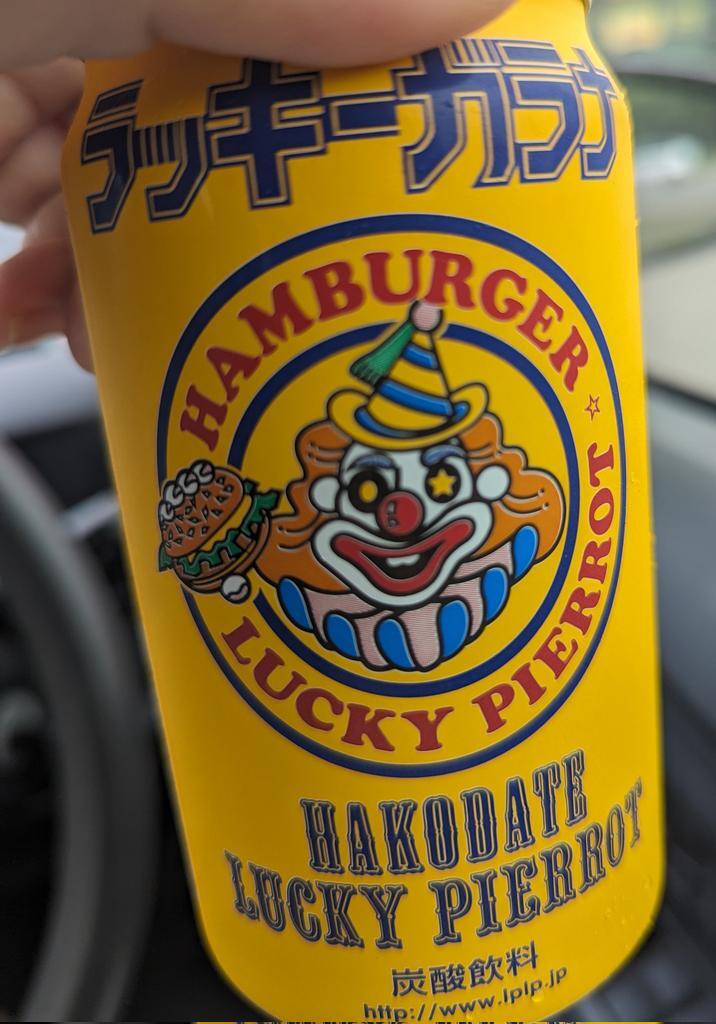 ラッキーガラナ
HAMBURGER ☆
LUCKY PIERROT
HAKODATE
LUCKY PIERROT
炭酸飲料
http://www.lplp.jp